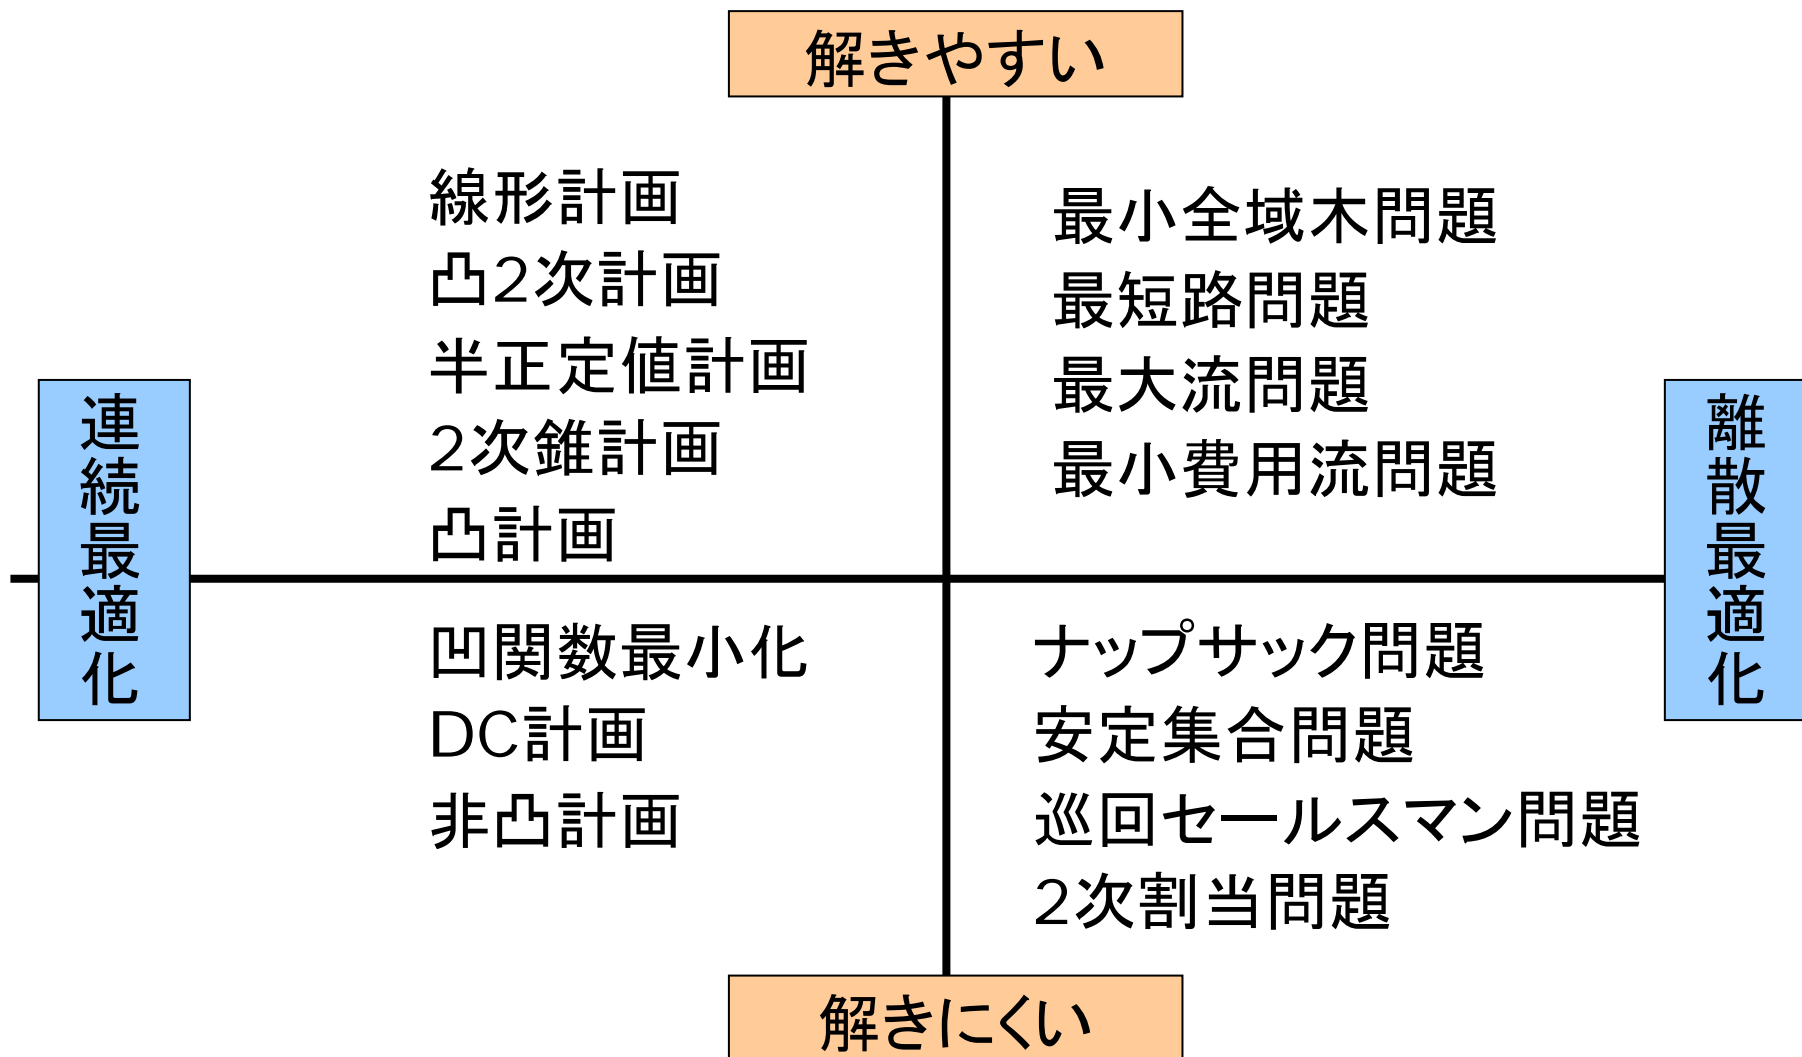 解きやすい
線形計画
凸2次計画
半正定値計画
2次錐計画
凸計画
最小全域木問題
最短路問題
最大流問題
最小費用流問題
連続最適化
離散最適化
凹関数最小化
DC計画
非凸計画
ナップサック問題
安定集合問題
巡回セールスマン問題
2次割当問題
解きにくい